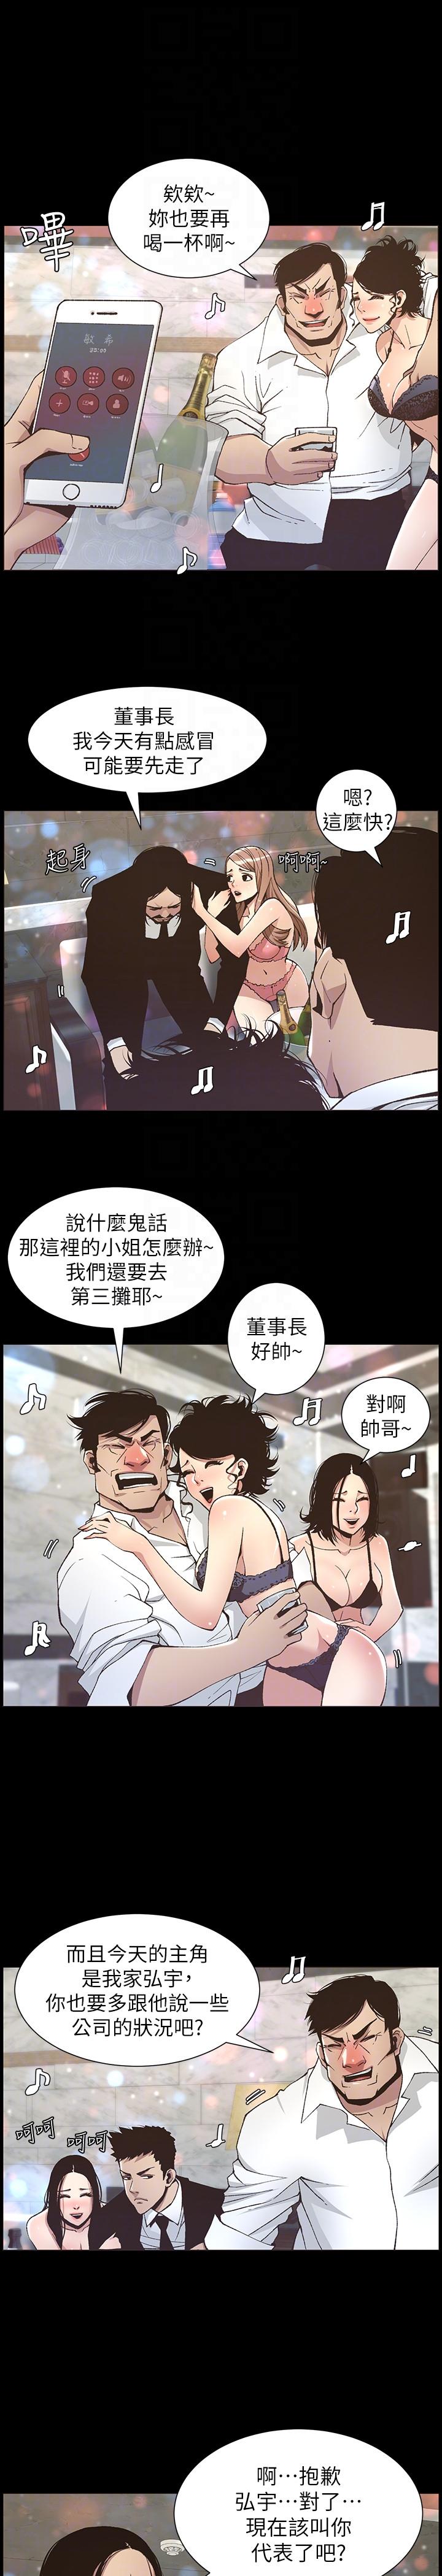 欸欸~
妳也要再
喝一杯啊~
嗶
敏希
董事長
我今天有點感冒
可能要先走了
嗯?
這麼快?
起身
啊啊~
說什麼鬼話
那這裡的小姐怎麼辦~
我們還要去
第三攤耶~
董事長
好帥~
對啊
帥哥~
而且今天的主角
是我家弘宇,
你也要多跟他說一些
公司的狀況吧?
呵呵
呵呵
啊⋯抱歉
弘宇⋯對了⋯
現在該叫你
代表了吧?